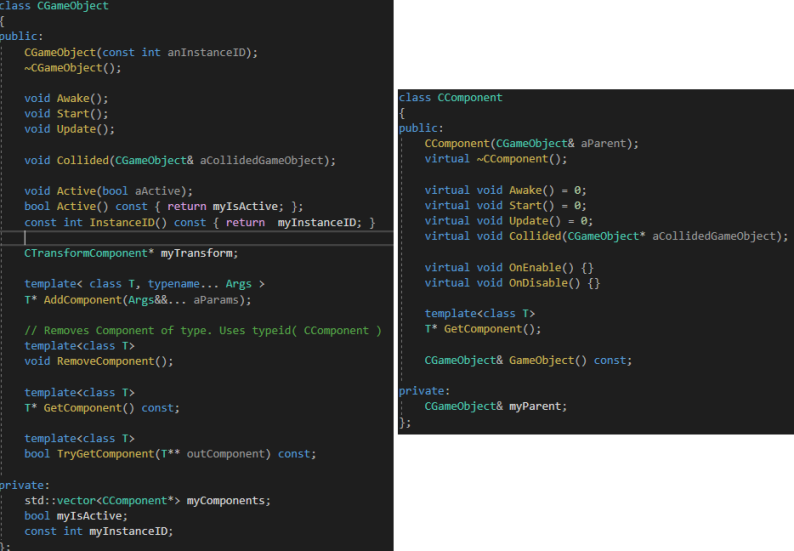 class CGameObject
{
public:
CGameObject(const int anInstanceID);
~CGameObject();
void Awake();
void Start();
void Update();
void Collided(CGameObject& aCollidedGameObject);
void Active(bool aActive);
bool Active() const { return myIsActive; };
const int InstanceID() const { return  myInstanceID; }
CTransformComponent* myTransform;
template< class T, typename... Args >
T* AddComponent(Args&&... aParams);
// Removes Component of type. Uses typeid( CComponent )
template<class T>
void RemoveComponent();
template<class T>
T* GetComponent() const;
template<class T>
bool TryGetComponent(T** outComponent) const;
private:
std::vector<CComponent*> myComponents;
bool myIsActive;
const int myInstanceID;
};
class CComponent
{
public:
CComponent(CGameObject& aParent);
virtual ~CComponent();
virtual void Awake() = 0;
virtual void Start() = 0;
virtual void Update() = 0;
virtual void Collided(CGameObject* aCollidedGameObject);
virtual void OnEnable() {}
virtual void OnDisable() {}
template<class T>
T* GetComponent();
CGameObject& GameObject() const;
private:
CGameObject& myParent;
};